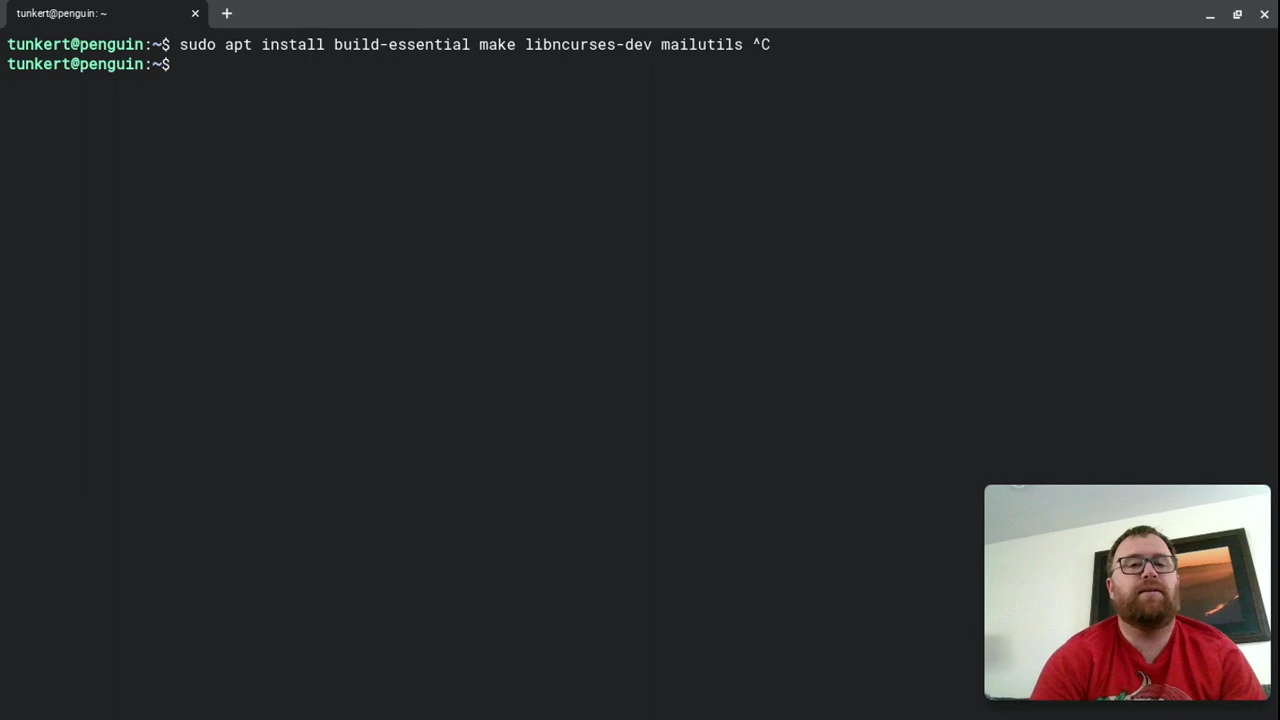 tunkert@penguin: ~
tunkert@penguin:~$ sudo apt install build-essential make libncurses-dev mailutils ^C
tunkert@penguin:~$